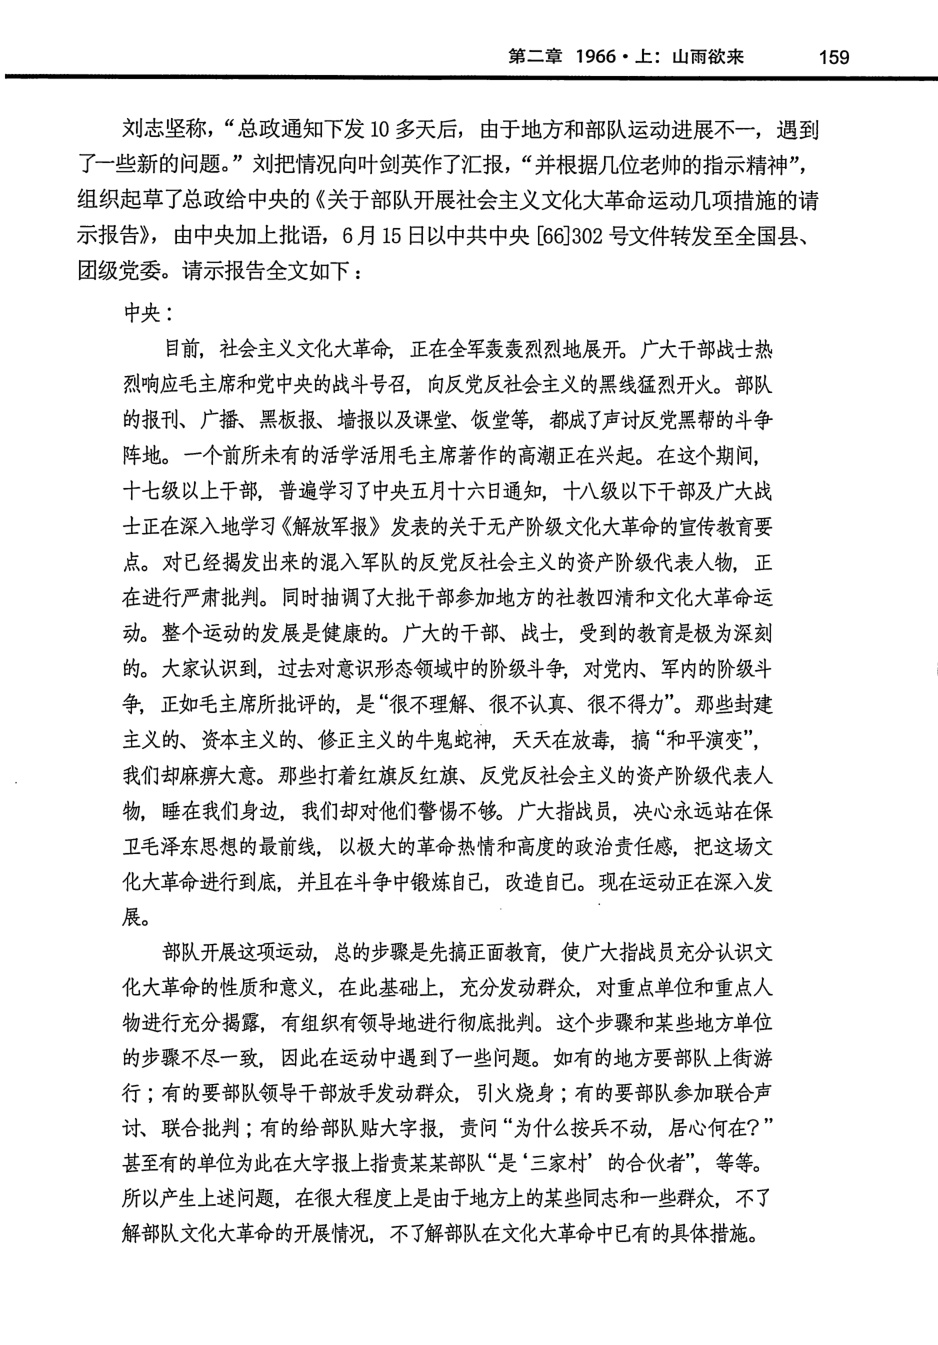 第二章 1966·上：山雨欲来 159
刘志坚称，“总政通知下发10多天后，由于地方和部队运动进展不一，遇到
了一些新的问题。”刘把情况向叶剑英作了汇报，“并根据几位老帅的指示精神”，
组织起草了总政给中央的《关于部队开展社会主义文化大革命运动几项措施的请
示报告》，由中央加上批语，6月15日以中共中央[66]302号文件转发至全国县、
团级党委。请示报告全文如下：
中央：
目前，社会主义文化大革命，正在全军轰轰烈烈地展开。广大干部战士热
烈响应毛主席和党中央的战斗号召，向反党反社会主义的黑线猛烈开火。部队
的报刊、广播、黑板报、墙报以及课堂、饭堂等，都成了声讨反党黑帮的斗争
阵地。一个前所未有的活学活用毛主席著作的高潮正在兴起。在这个期间，
十七级以上干部，普遍学习了中央五月十六日通知，十八级以下干部及广大战
士正在深入地学习《解放军报》发表的关于无产阶级文化大革命的宣传教育要
点。对已经揭发出来的混入军队的反党反社会主义的资产阶级代表人物，正
在进行严肃批判。同时抽调了大批干部参加地方的社教四清和文化大革命运
动。整个运动的发展是健康的。广大的干部、战士，受到的教育是极为深刻
的。大家认识到，过去对意识形态领域中的阶级斗争，对党内、军内的阶级斗
争，正如毛主席所批评的，是“很不理解、很不认真、很不得力”。那些封建
主义的、资本主义的、修正主义的牛鬼蛇神，天天在放毒，搞“和平演变”，
我们却麻痹大意。那些打着红旗反红旗、反党反社会主义的资产阶级代表人
物，睡在我们身边，我们却对他们警惕不够。广大指战员，决心永远站在保
卫毛泽东思想的最前线，以极大的革命热情和高度的政治责任感，把这场文
化大革命进行到底，并且在斗争中锻炼自己，改造自己。现在运动正在深入发
展。
部队开展这项运动，总的步骤是先搞正面教育，使广大指战员充分认识文
化大革命的性质和意义，在此基础上，充分发动群众，对重点单位和重点人
物进行充分揭露，有组织有领导地进行彻底批判。这个步骤和某些地方单位
的步骤不尽一致，因此在运动中遇到了一些问题。如有的地方要部队上街游
行；有的要部队领导干部放手发动群众，引火烧身；有的要部队参加联合声
讨、联合批判；有的给部队贴大字报，责问“为什么按兵不动，居心何在？”
甚至有的单位为此在大字报上指责某某部队“是‘三家村’的合伙者”，等等。
所以产生上述问题，在很大程度上是由于地方上的某些同志和一些群众，不了
解部队文化大革命的开展情况，不了解部队在文化大革命中已有的具体措施。